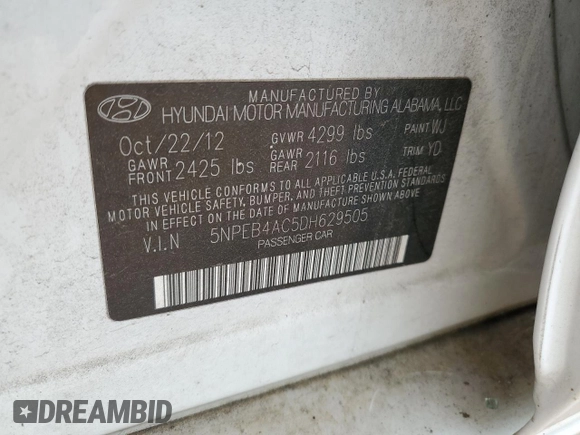 MANUFACTURED BY
HYUNDAI MOTOR MANUFACTURING ALABAMA, LLC
Oct/22/12 GVWR 4299 lbs PAINT WJ
GAWR FRONT 2425 lbs GAWR REAR 2116 lbs TRIM YD
THIS VEHICLE CONFORMS TO ALL APPLICABLE U.S.A. FEDERAL
MOTOR VEHICLE SAFETY, BUMPER, AND THEFT PREVENTION STANDARDS
IN EFFECT ON THE DATE OF MANUFACTURE SHOWN ABOVE.
V.I.N 5NPEB4AC5DH629505
PASSENGER CAR
DREAMBID